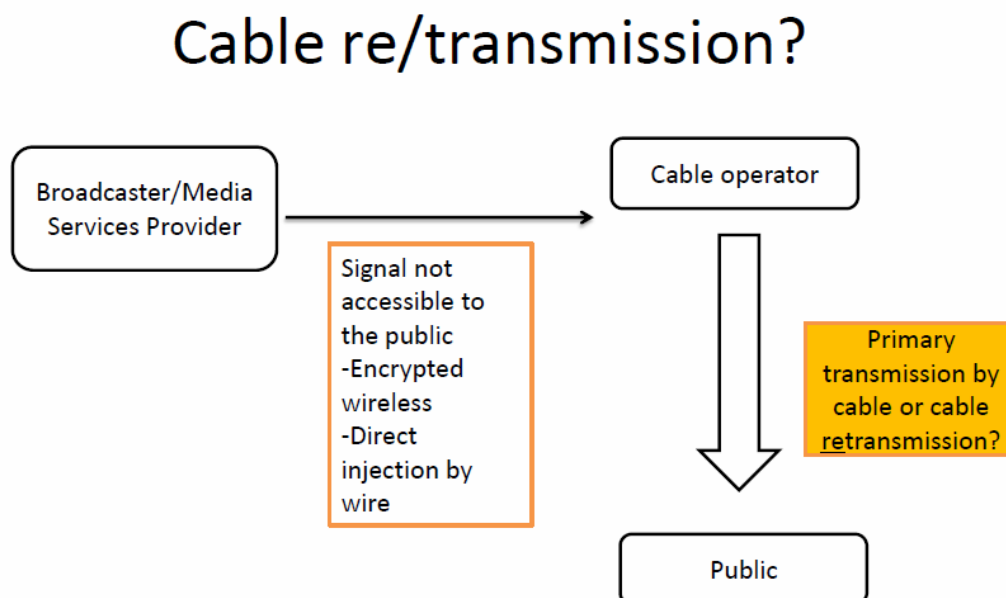 Cable re/transmission?
Broadcaster/Media
Services Provider
Cable operator
Signal not
accessible to
the public
-Encrypted
wireless
-Direct
injection by
wire
Primary
transmission by
cable or cable
retransmission?
Public